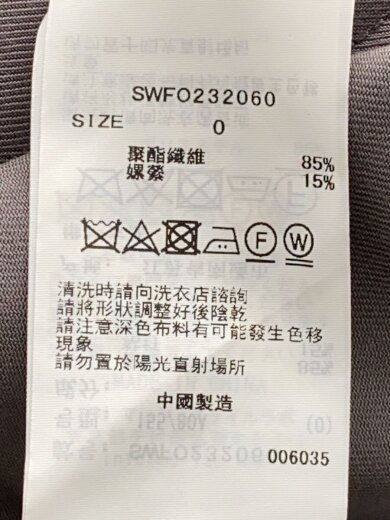 SWFO232060
SIZE 0
聚酯纖維 85%
螺縈 15%
F W
清洗時請向洗衣店諮詢
請將形狀調整好後陰乾
請注意深色布料有可能發生色移
現象
請勿置於陽光直射場所
中國製造
006035